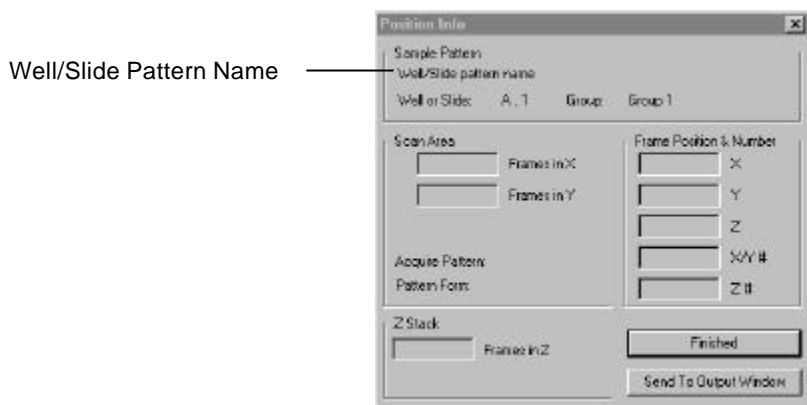 Position Info
Sample Pattern
Well/Slide Pattern Name
Well/Slide pattern name
Well or Slide: A . 1 Group: Group 1
Scan Area
Frames in X
Frames in Y
Acquire Pattern:
Pattern Form:
Frame Position & Number
X
Y
Z
X/Y #
Z #
Z Stack
Frames in Z
Finished
Send To Output Window